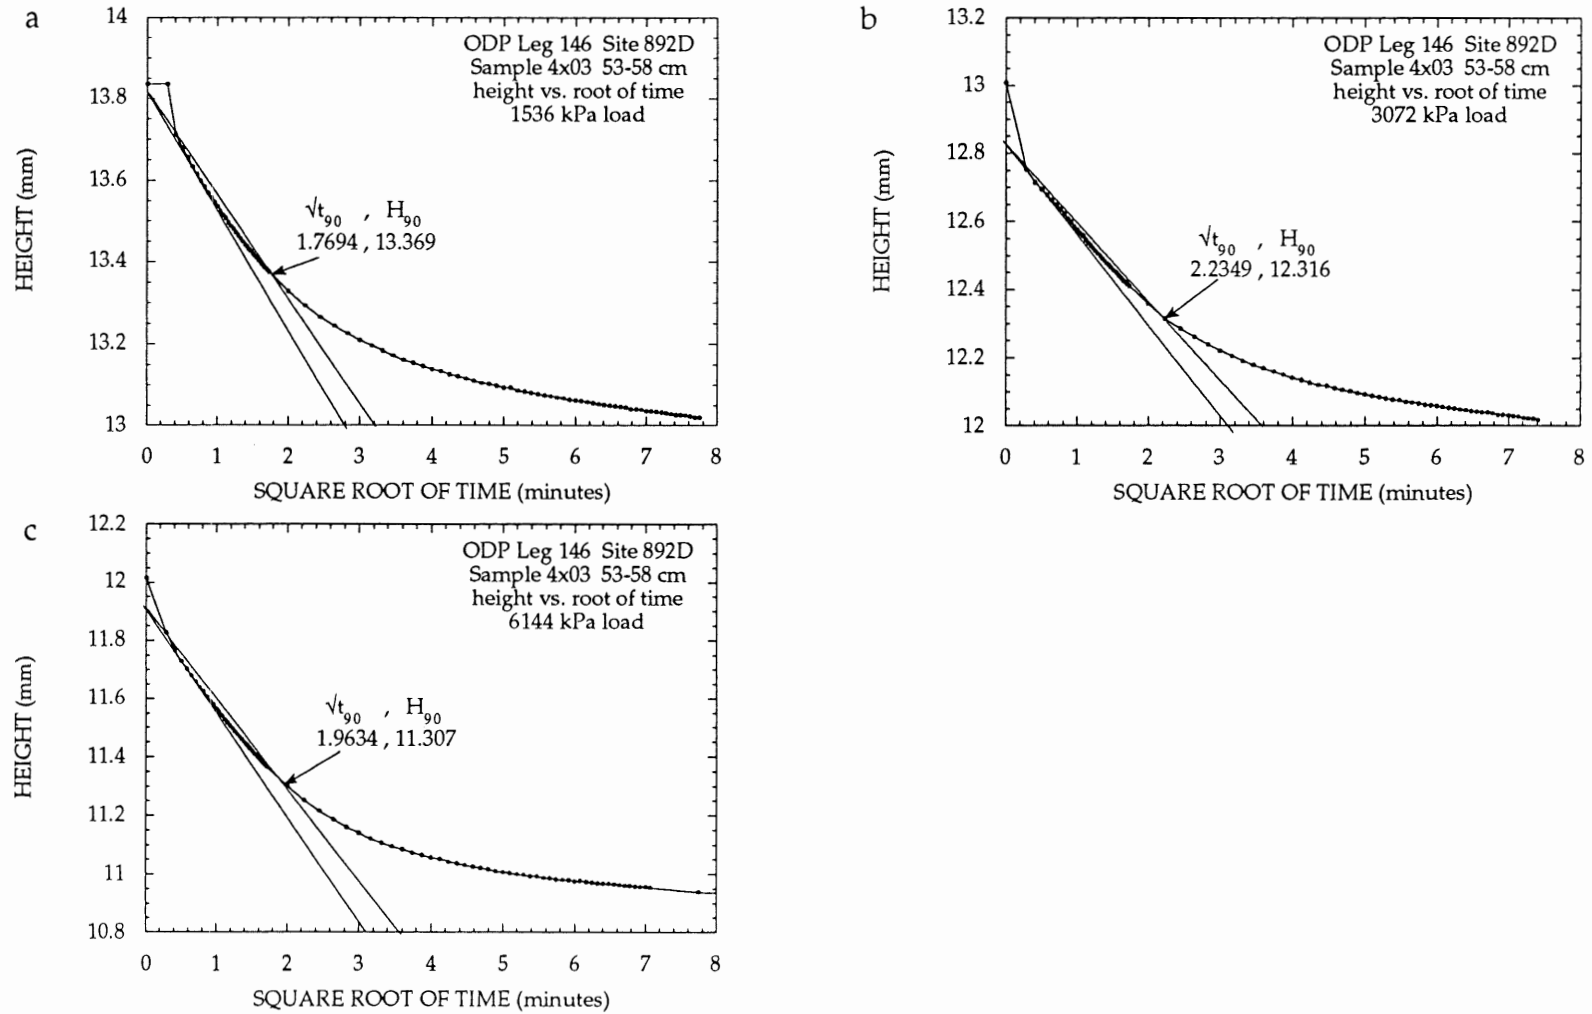 a
14
13.8
13.6
13.4
13.2
13
HEIGHT (mm)
ODP Leg 146 Site 892D
Sample 4x03 53-58 cm
height vs. root of time
1536 kPa load
√t90 , H90
1.7694 , 13.369
0 1 2 3 4 5 6 7 8
SQUARE ROOT OF TIME (minutes)
b
13.2
13
12.8
12.6
12.4
12.2
12
HEIGHT (mm)
ODP Leg 146 Site 892D
Sample 4x03 53-58 cm
height vs. root of time
3072 kPa load
√t90 , H90
2.2349 , 12.316
0 1 2 3 4 5 6 7 8
SQUARE ROOT OF TIME (minutes)
c
12.2
12
11.8
11.6
11.4
11.2
11
10.8
HEIGHT (mm)
ODP Leg 146 Site 892D
Sample 4x03 53-58 cm
height vs. root of time
6144 kPa load
√t90 , H90
1.9634 , 11.307
0 1 2 3 4 5 6 7 8
SQUARE ROOT OF TIME (minutes)